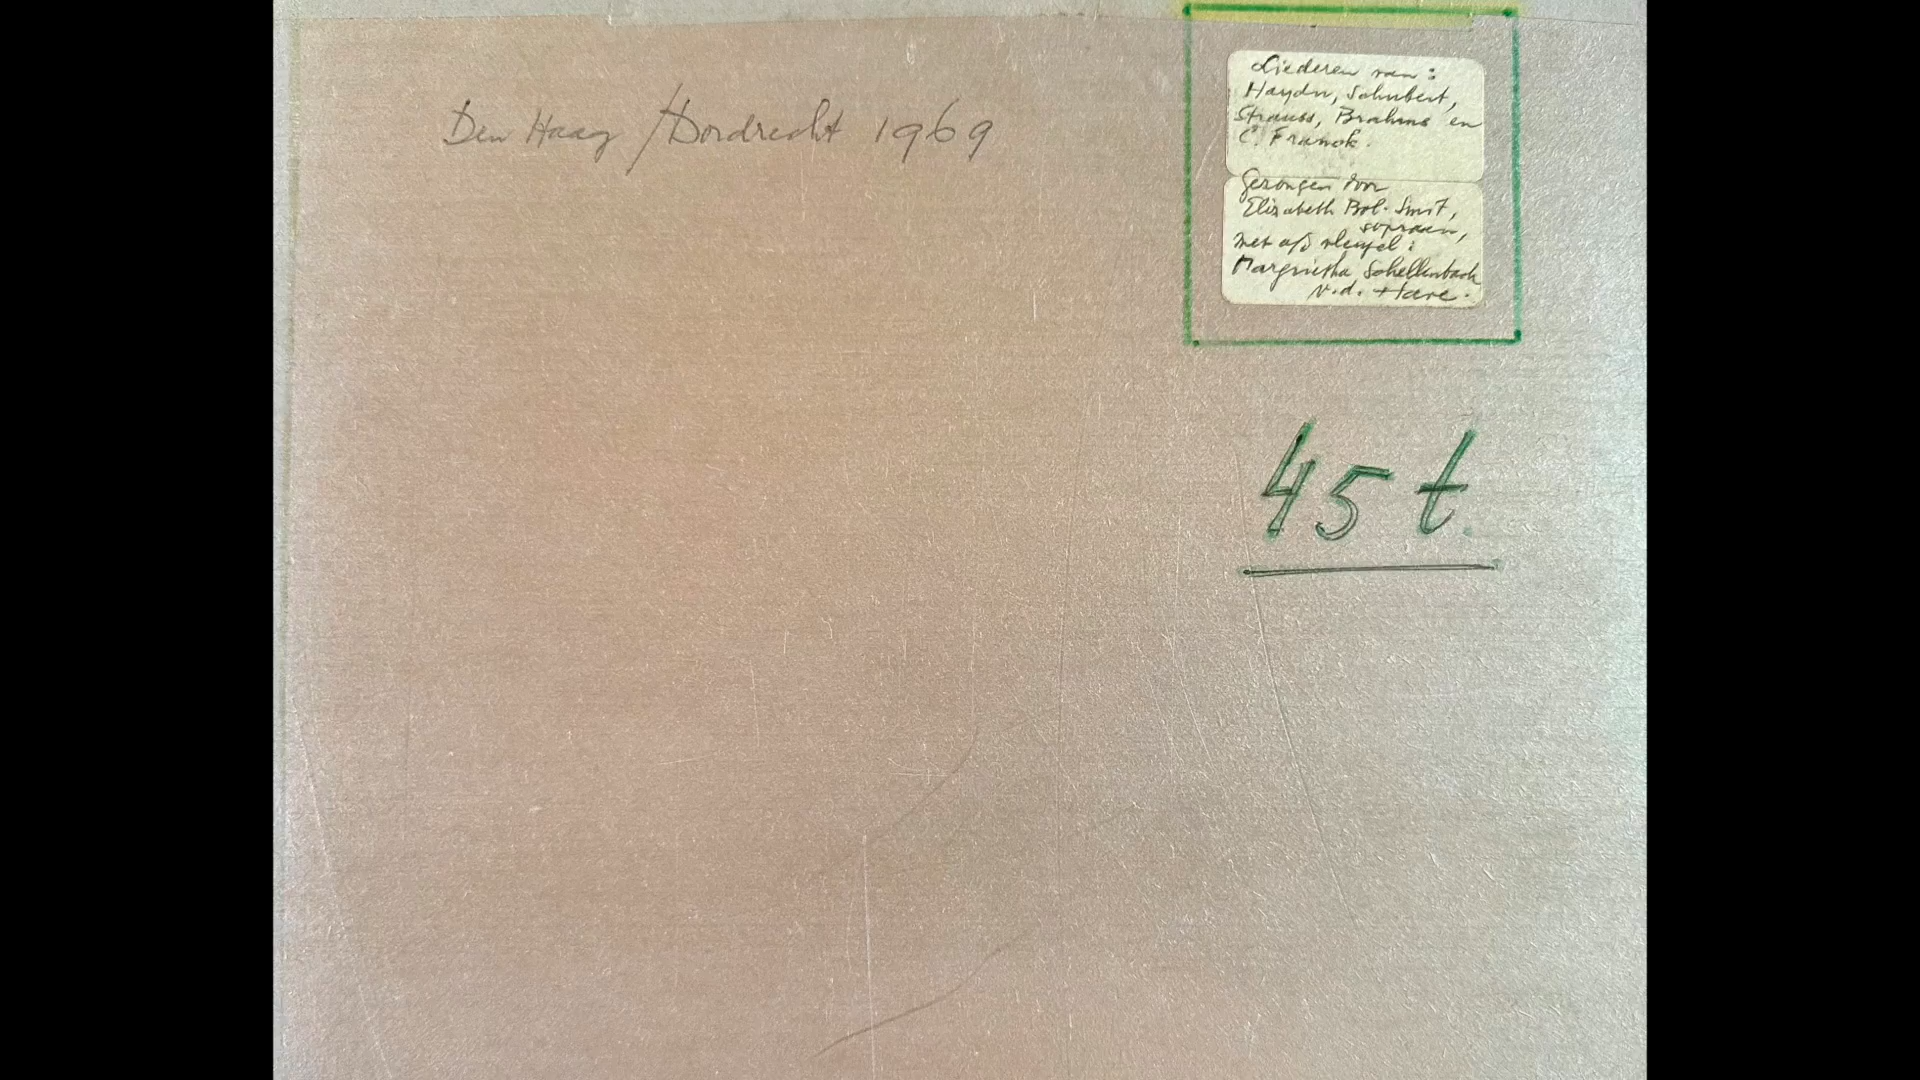 Den Haag / Dordrecht 1969
Liederen van:
Haydn, Schubert,
Strauss, Brahms en
C. Franck.
Gezongen door
Elizabeth Bol-Smit,
sopraan,
met a/d vleugel:
Margrietha Schellenbach
v.d. Have.
45 t.